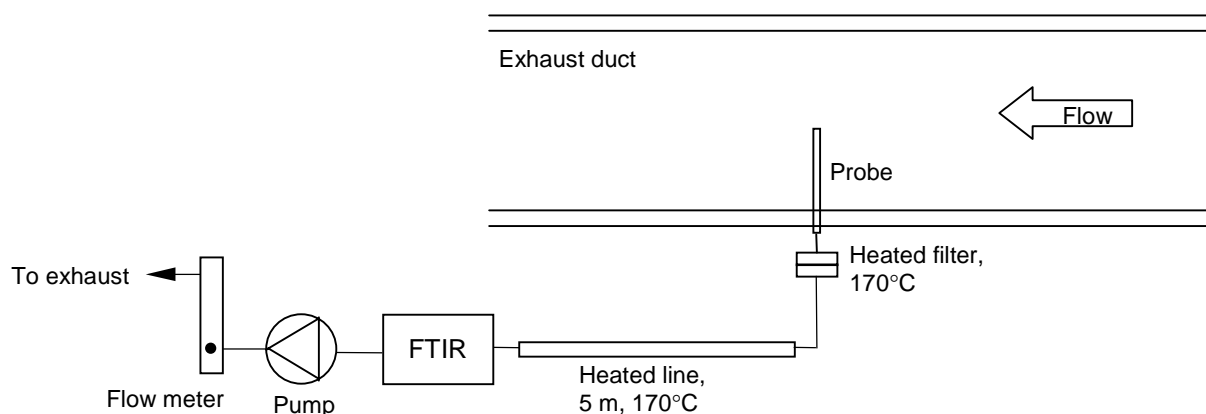 Exhaust duct
Flow
Probe
Heated filter,
170°C
To exhaust
FTIR
Heated line,
5 m, 170°C
Flow meter
Pump